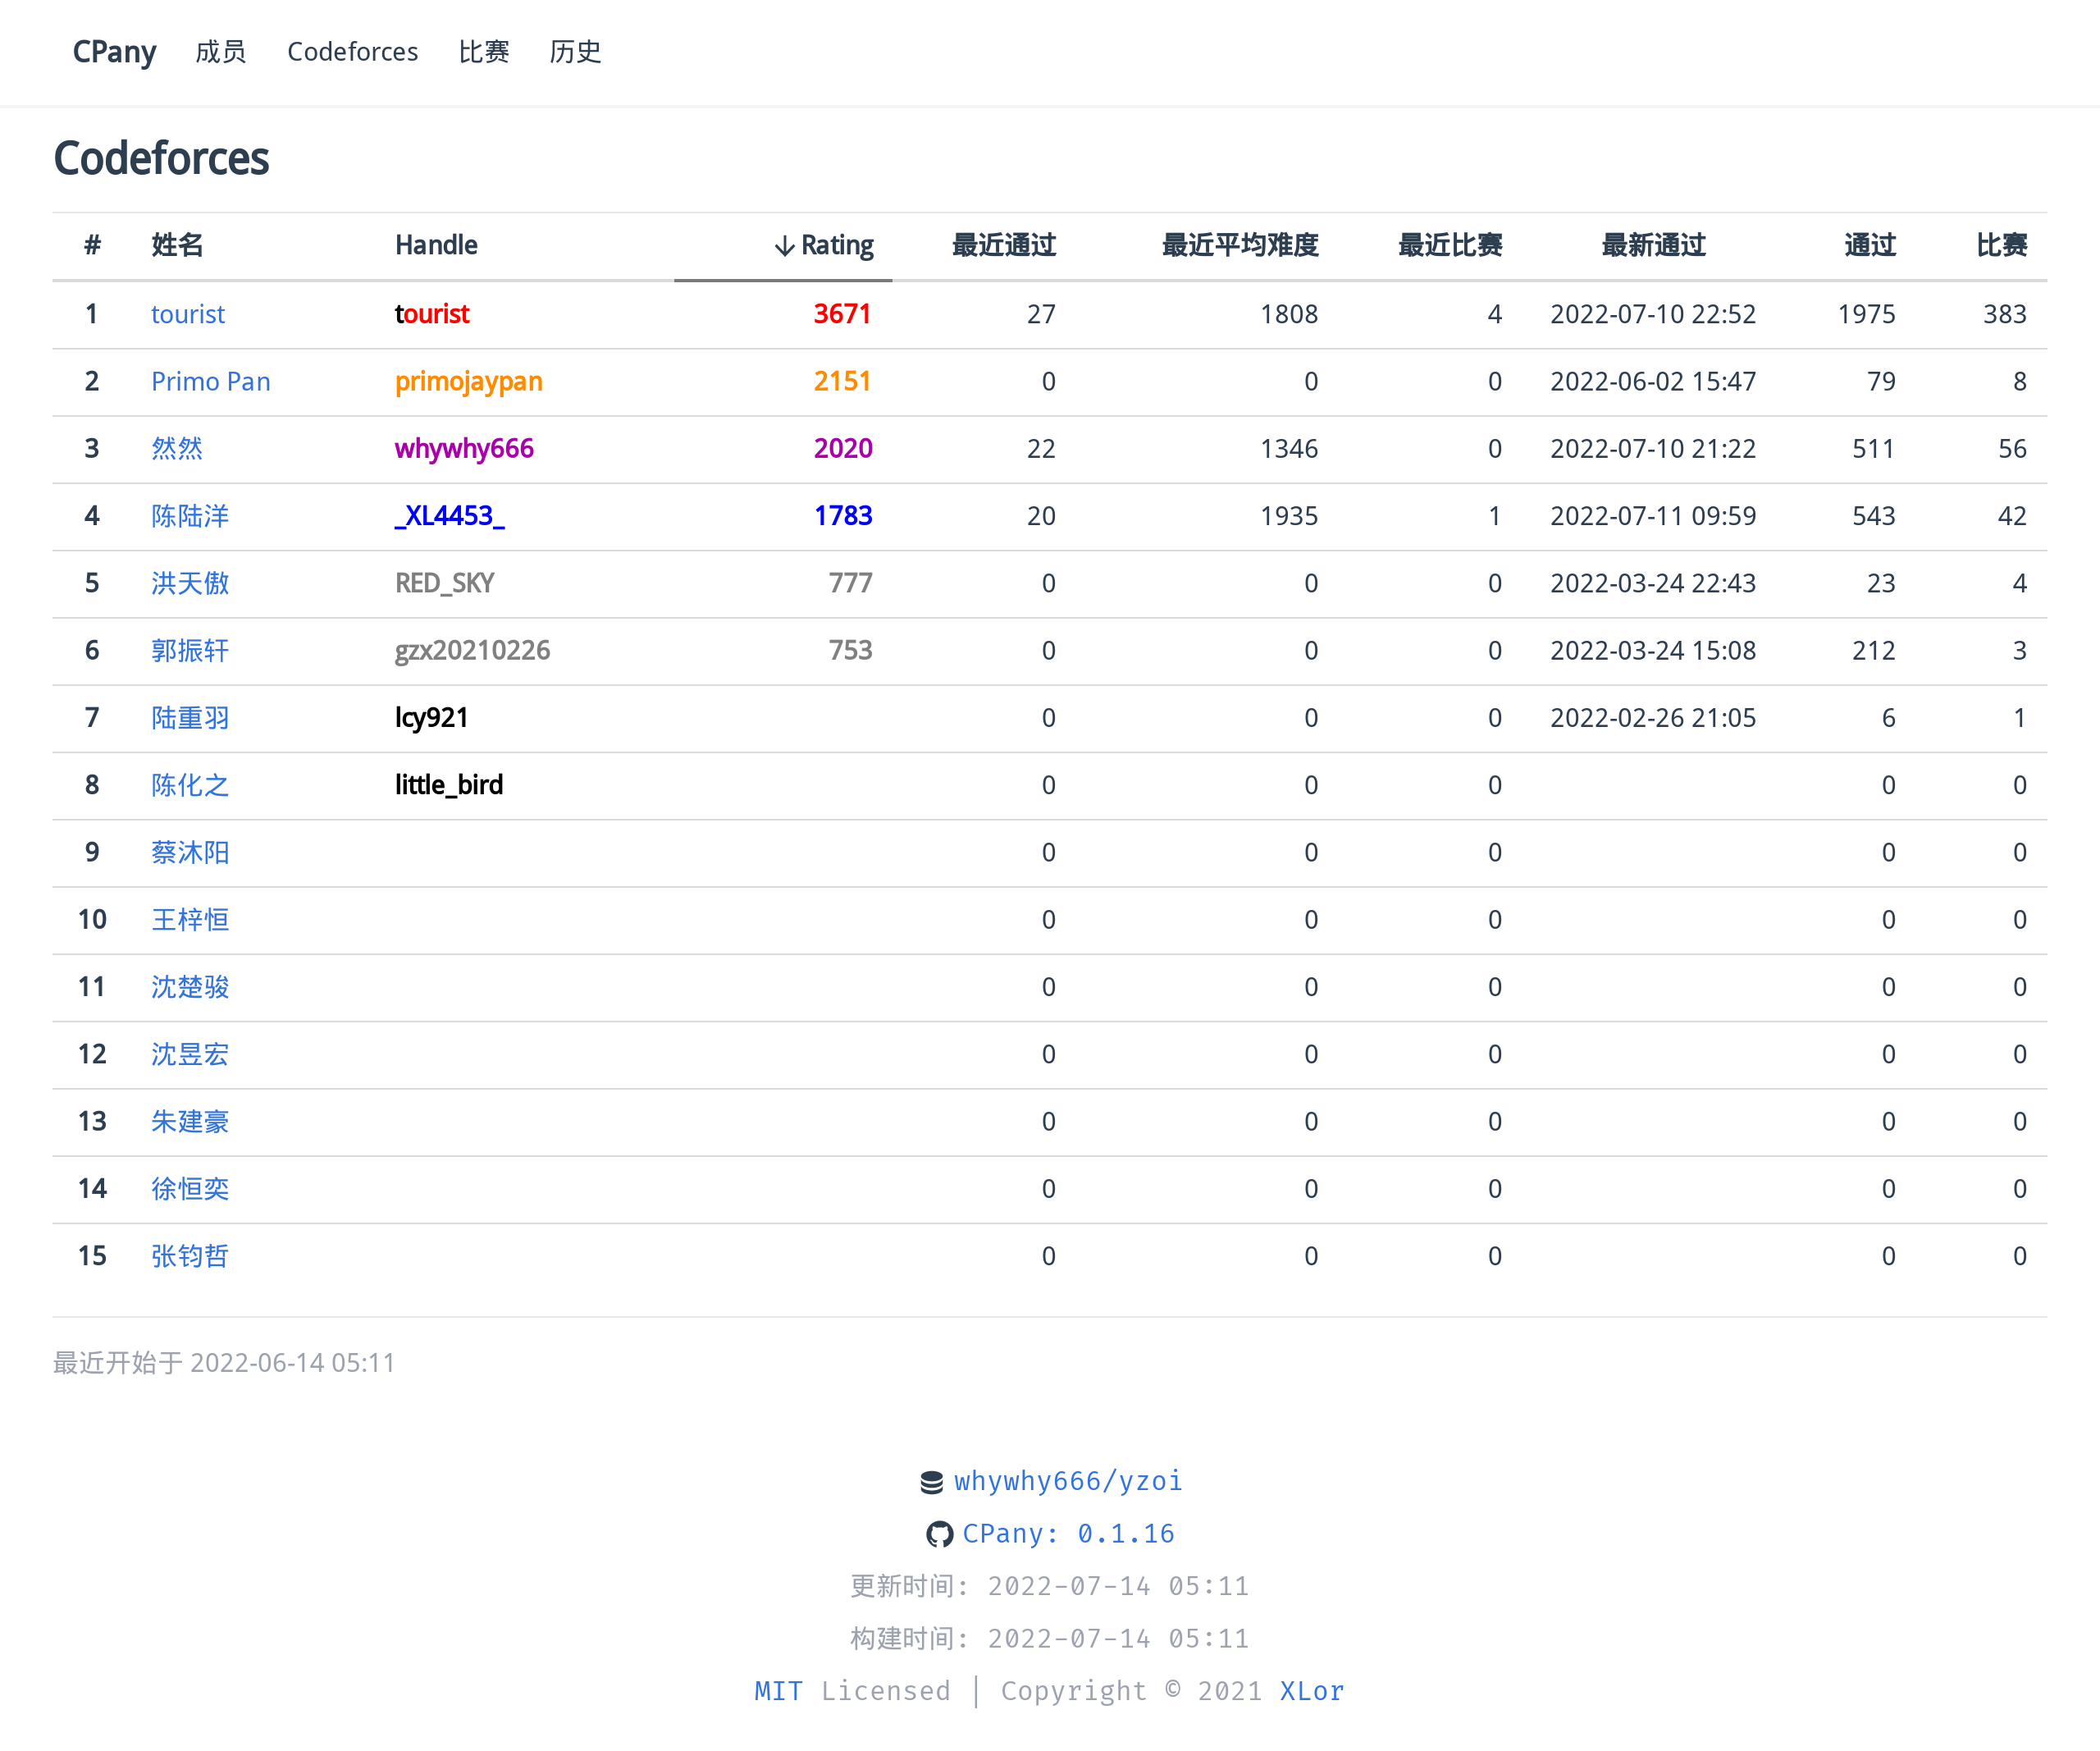 CPany 成员 Codeforces 比赛 历史
Codeforces
# 姓名 Handle ↓ Rating 最近通过 最近平均难度 最近比赛 最新通过 通过 比赛
1 tourist tourist 3671 27 1808 4 2022-07-10 22:52 1975 383
2 Primo Pan primojaypan 2151 0 0 0 2022-06-02 15:47 79 8
3 然然 whywhy666 2020 22 1346 0 2022-07-10 21:22 511 56
4 陈陆洋 _XL4453_ 1783 20 1935 1 2022-07-11 09:59 543 42
5 洪天傲 RED_SKY 777 0 0 0 2022-03-24 22:43 23 4
6 郭振轩 gzx20210226 753 0 0 0 2022-03-24 15:08 212 3
7 陆重羽 lcy921 0 0 0 2022-02-26 21:05 6 1
8 陈化之 little_bird 0 0 0 0 0
9 蔡沐阳 0 0 0 0 0
10 王梓恒 0 0 0 0 0
11 沈楚骏 0 0 0 0 0
12 沈昱宏 0 0 0 0 0
13 朱建豪 0 0 0 0 0
14 徐恒奕 0 0 0 0 0
15 张钧哲 0 0 0 0 0
最近开始于 2022-06-14 05:11
whywhy666/yzoi
CPany: 0.1.16
更新时间: 2022-07-14 05:11
构建时间: 2022-07-14 05:11
MIT Licensed | Copyright © 2021 XLor